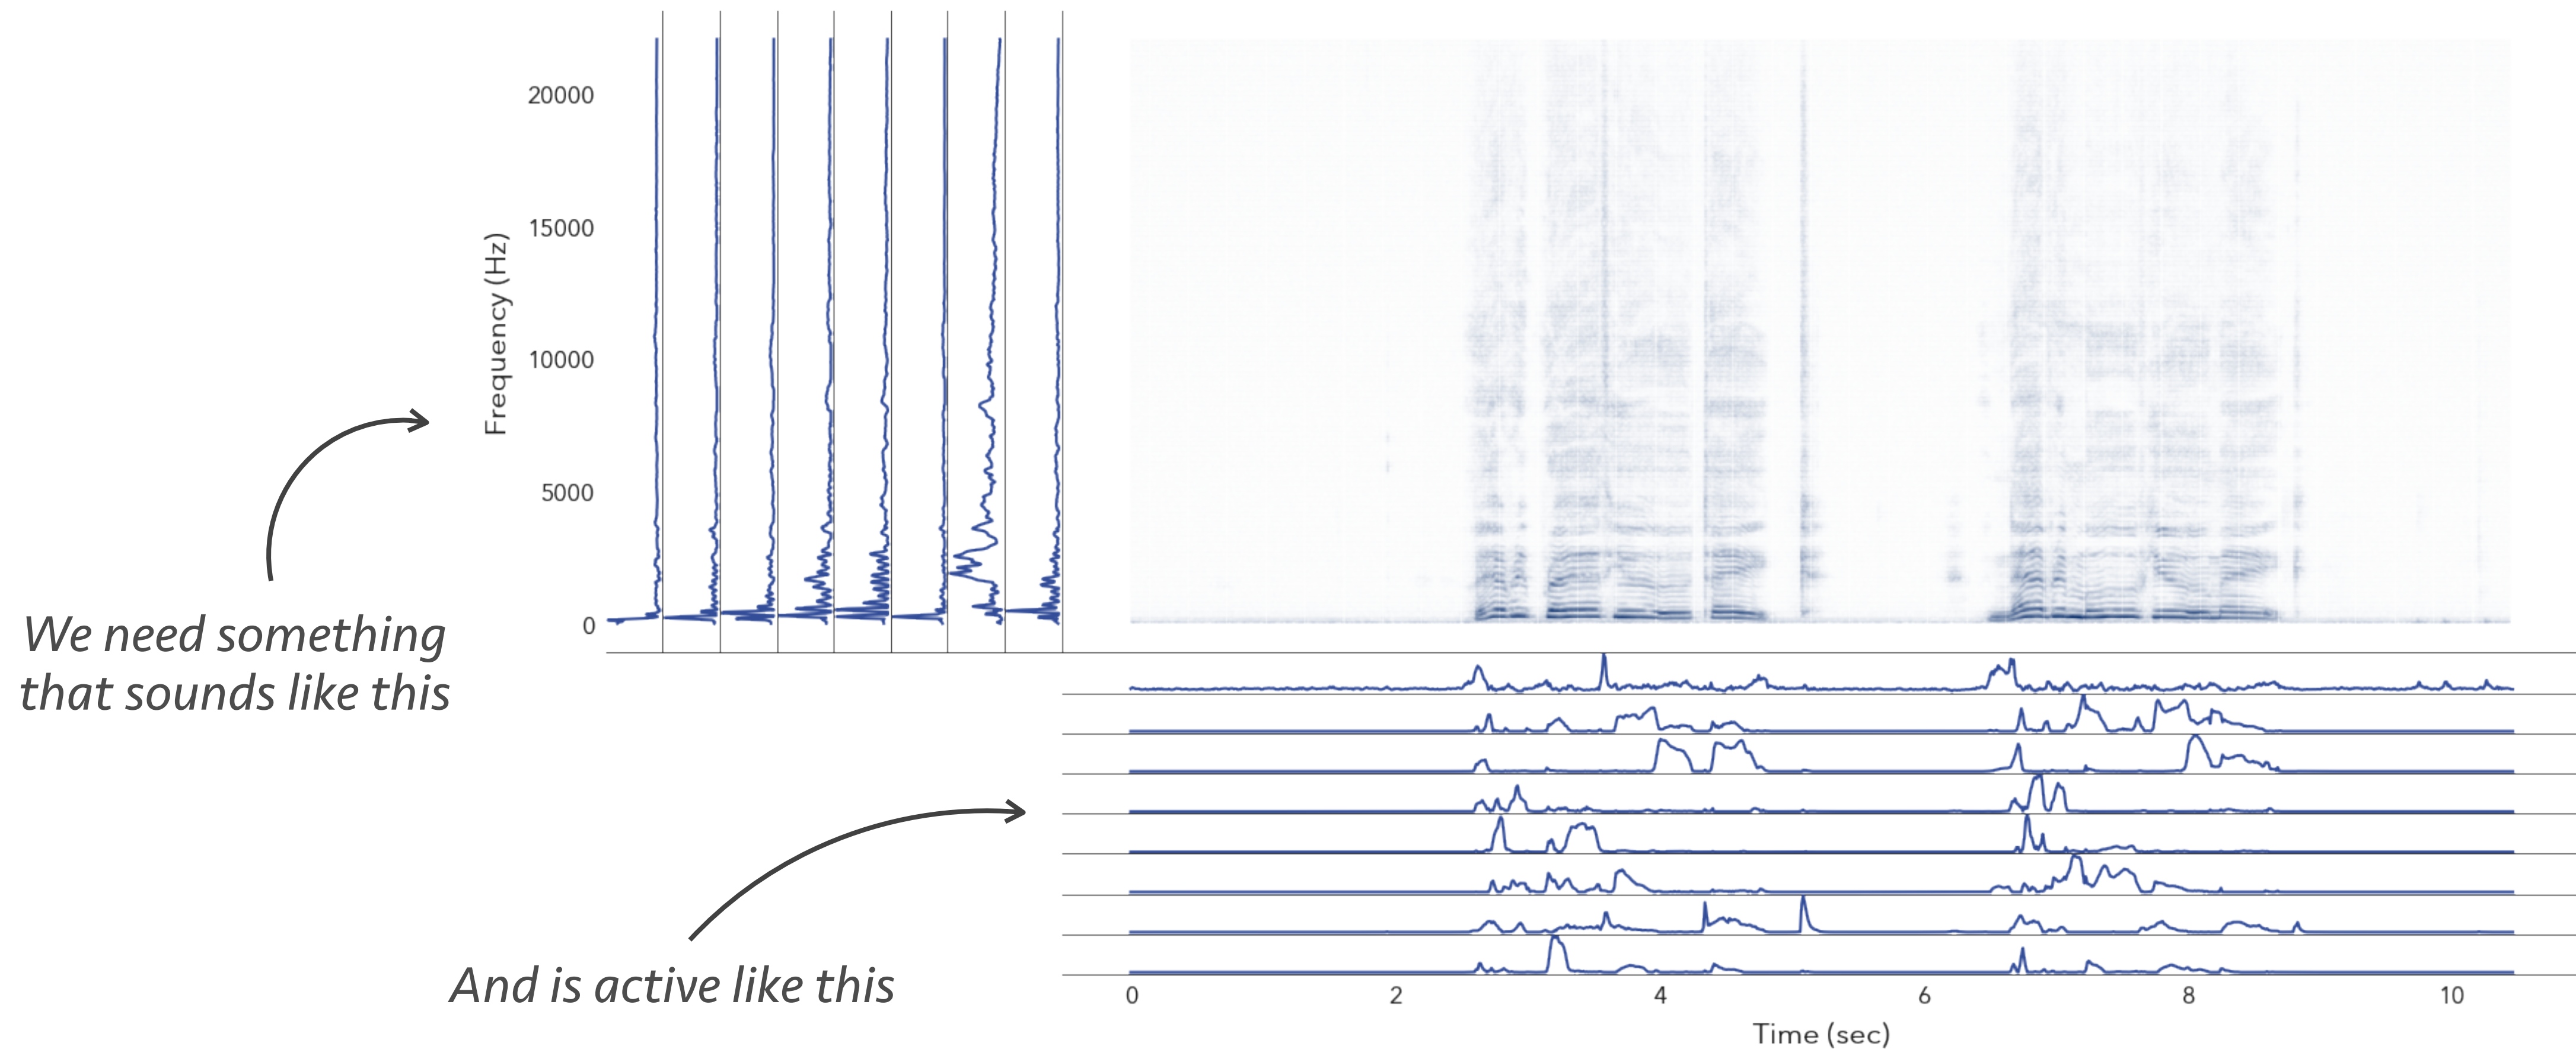 20000
15000
10000
5000
0
Frequency (Hz)
We need something
that sounds like this
And is active like this
0 2 4 6 8 10
Time (sec)